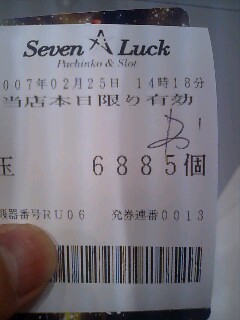 Seven Luck
Pachinko & Slot
2007年02月25日 14時18分
当店本日限り有効
玉 6885個
機器番号RU06 発券連番0013